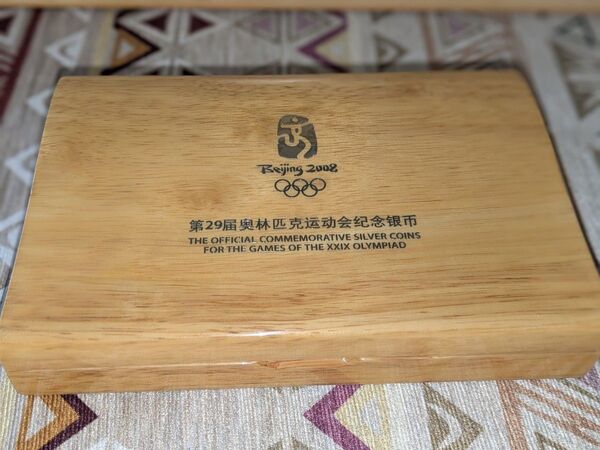 Beijing 2008
第29届奥林匹克运动会纪念银币
THE OFFICIAL COMMEMORATIVE SILVER COINS
FOR THE GAMES OF THE XXIX OLYMPIAD